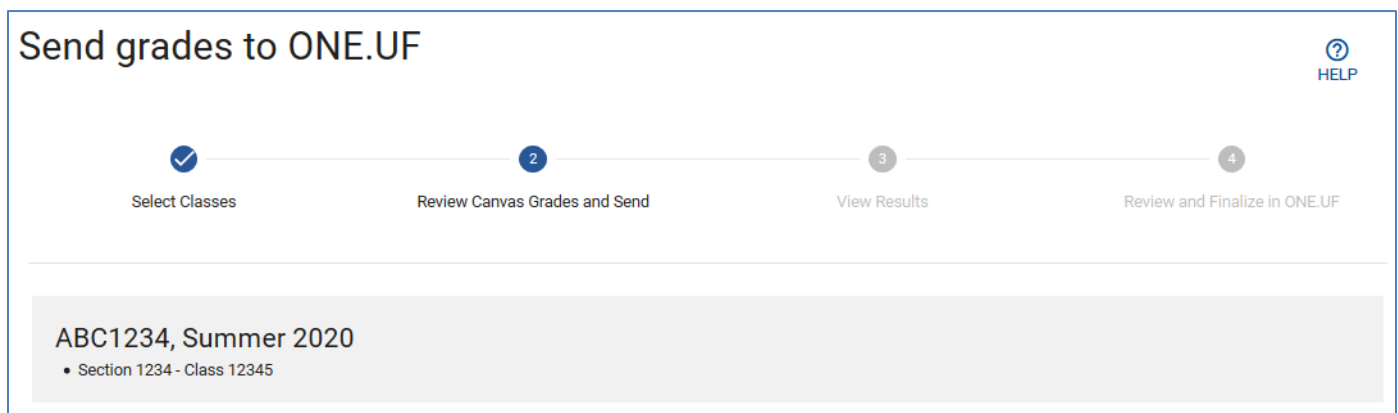 Send grades to ONE.UF
HELP
2
3
4
Select Classes
Review Canvas Grades and Send
View Results
Review and Finalize in ONE.UF
ABC1234, Summer 2020
• Section 1234 - Class 12345